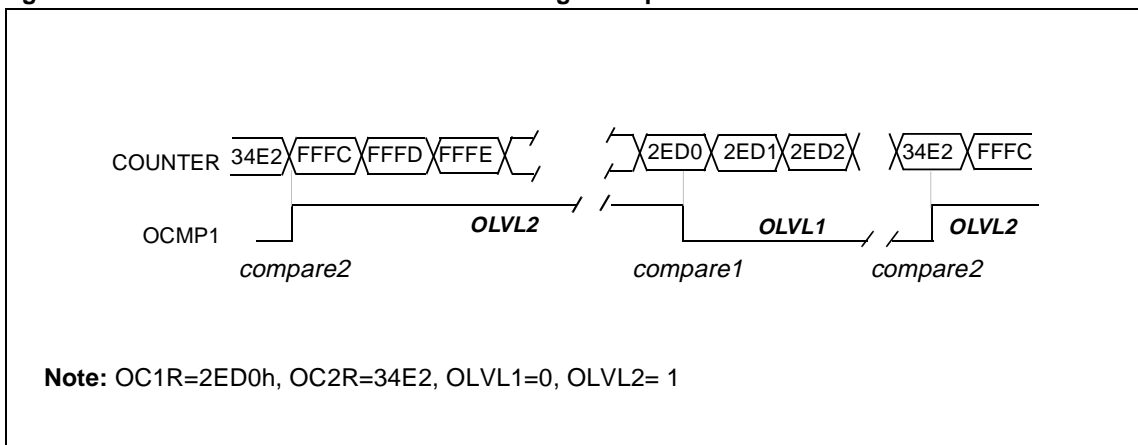 COUNTER 34E2 FFFC FFFD FFFE 2ED0 2ED1 2ED2 34E2 FFFC
OCMP1 OLVL2 OLVL1 OLVL2
compare2 compare1 compare2
Note: OC1R=2ED0h, OC2R=34E2, OLVL1=0, OLVL2= 1